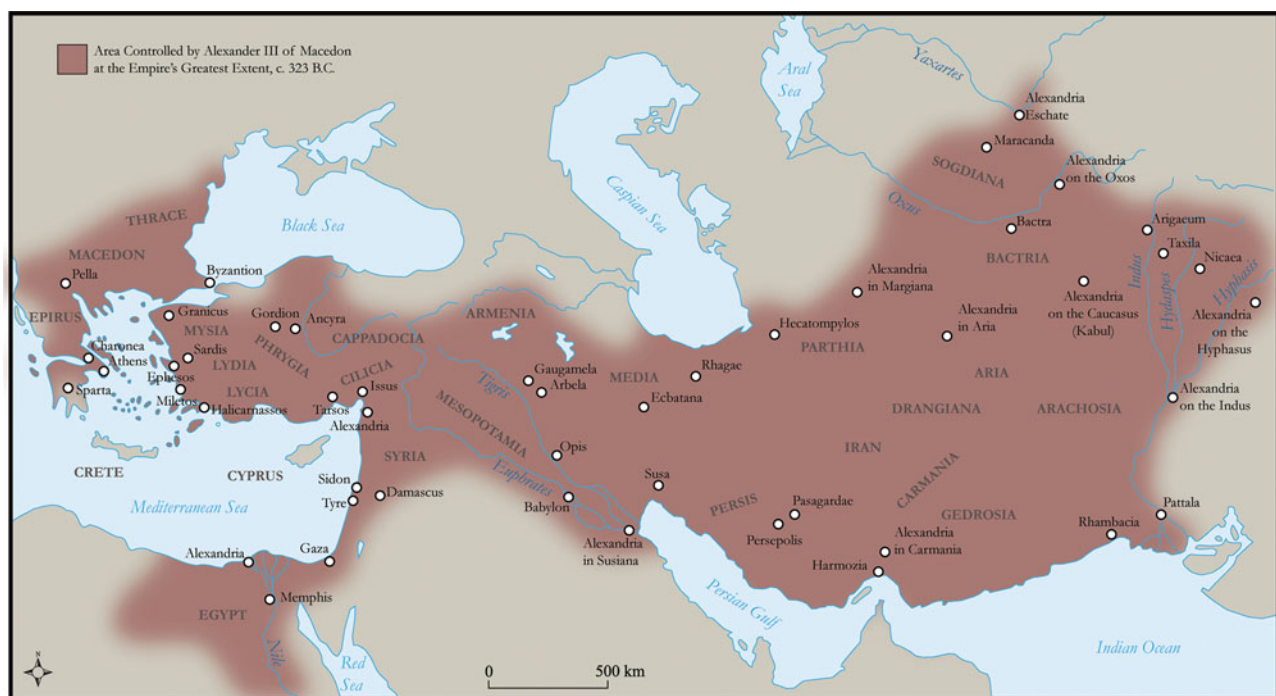 Area Controlled by Alexander III of Macedon
at the Empire's Greatest Extent, c. 323 B.C.
Yaxartes
Aral
Sea
Alexandria
Eschate
Maracanda
SOGDIANA
Alexandria
on the Oxos
Caspian Sea
Oxus
THRACE
Black Sea
Bactra
Arigaeum
MACEDON
Taxila
BACTRIA
Indus
Nicaea
Pella
Byzantion
Alexandria
in Margiana
Hydaspes
Hyphasis
Granicus
Gordion
ARMENIA
Alexandria
on the Caucasus
(Kabul)
EPIRUS
MYSIA
Ancyra
CAPPADOCIA
Hecatompylos
Alexandria
in Aria
Alexandria
on the
Hyphasus
Charonea
PHRYGIA
PARTHIA
Athens
Sardis
LYDIA
Rhagae
Gaugamela
MEDIA
ARIA
Ephesos
CILICIA
Issus
Tigris
Arbela
Sparta
LYCIA
Miletos
Ecbatana
Alexandria
on the Indus
Halicarnassos
Tarsos
Alexandria
MESOPOTAMIA
DRANGIANA
ARACHOSIA
IRAN
SYRIA
Opis
CRETE
CYPRUS
Sidon
Euphrates
Susa
CARMANIA
Damascus
Tyre
Mediterranean Sea
Babylon
PERSIS
Pasagardae
GEDROSIA
Pattala
Persepolis
Rhambacia
Alexandria
Gaza
Alexandria
in Susiana
Alexandria
in Carmania
Harmozia
Memphis
EGYPT
Persian Gulf
Nile
Indian Ocean
N
0
500 km
Red
Sea